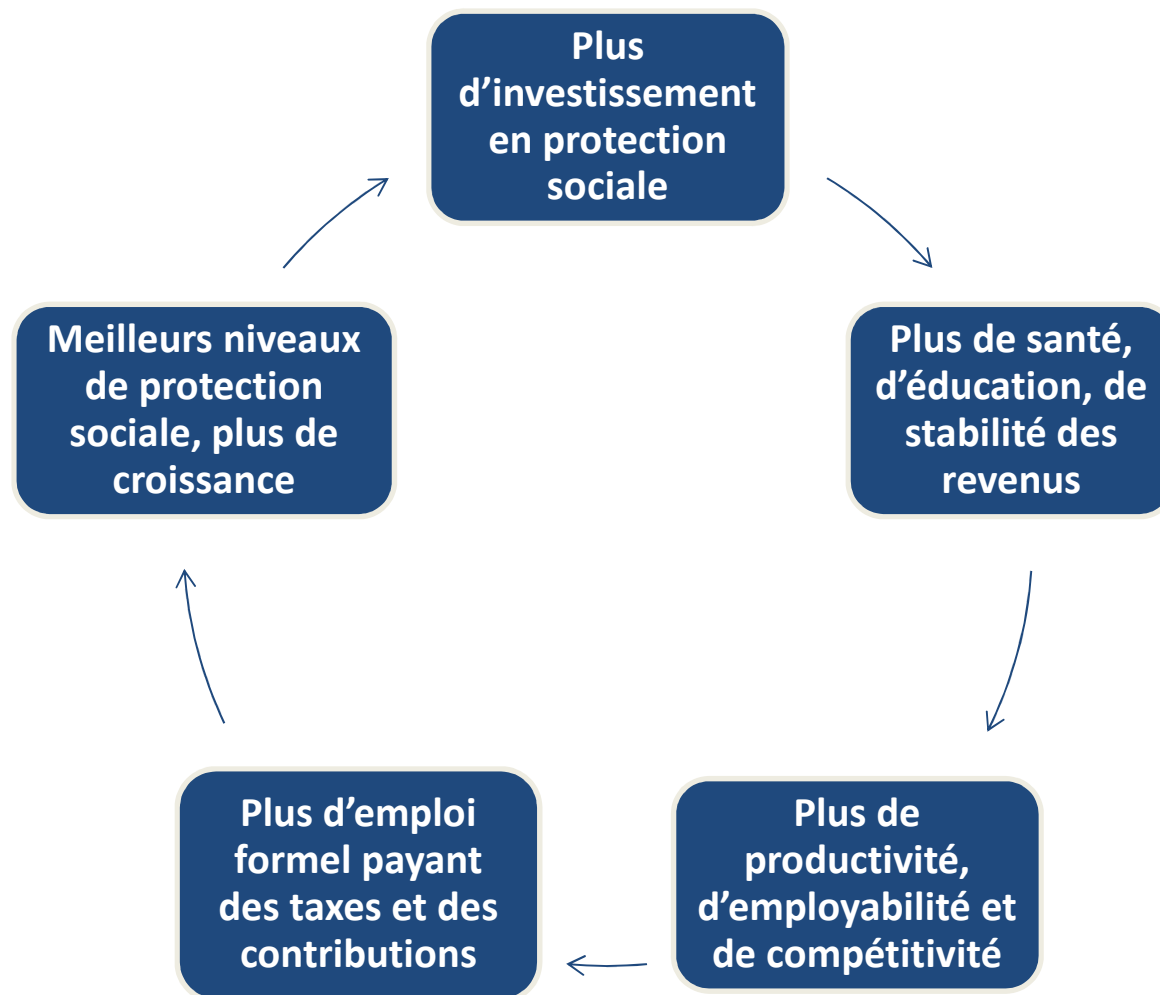 Plus
d’investissement
en protection
sociale
Plus de santé,
d’éducation, de
stabilité des
revenus
Plus de
productivité,
d’employabilité et
de compétitivité
Plus d’emploi
formel payant
des taxes et des
contributions
Meilleurs niveaux
de protection
sociale, plus de
croissance